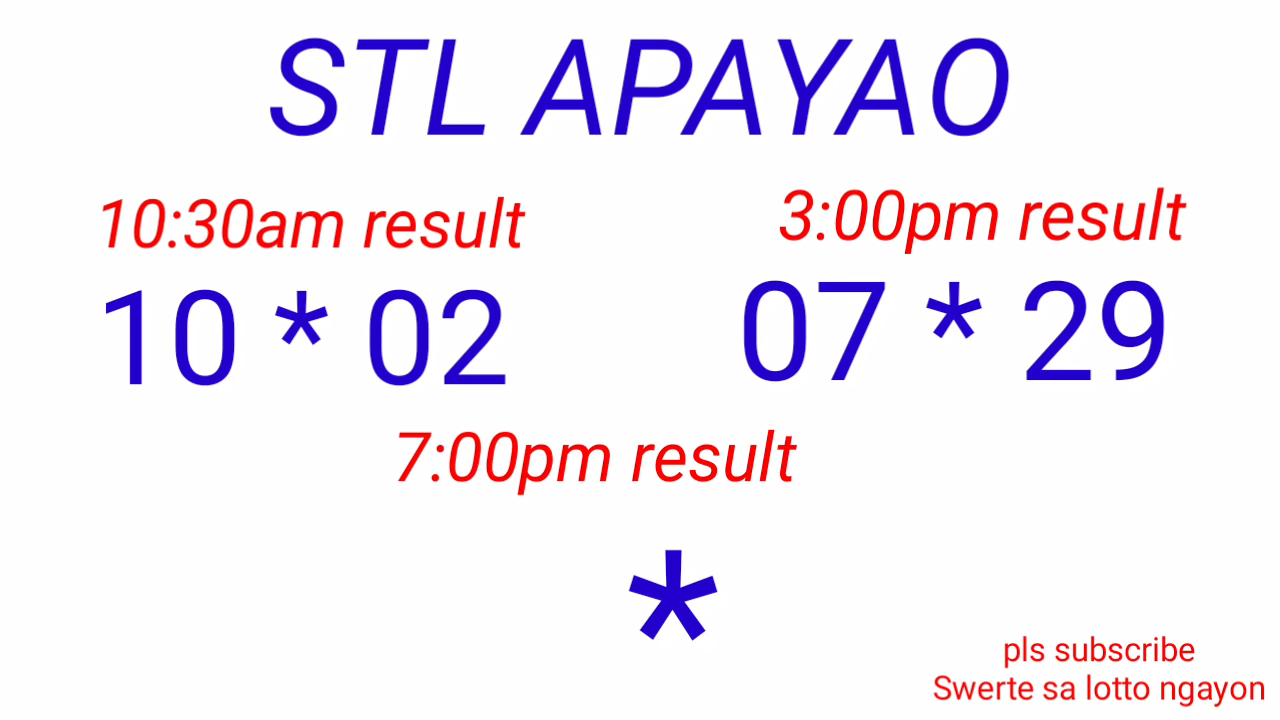 STL APAYAO
10:30am result
10 * 02
3:00pm result
07 * 29
7:00pm result
*
pls subscribe
Swerte sa lotto ngayon